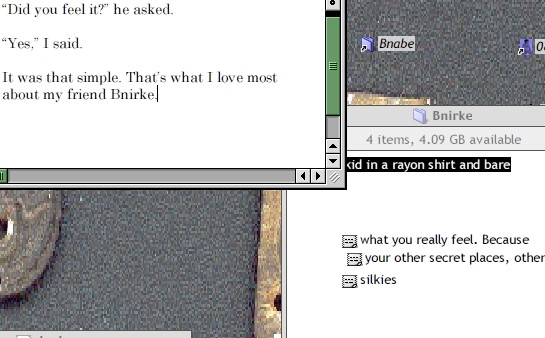 “Did you feel it?” he asked.
“Yes,” I said.
It was that simple. That’s what I love most
about my friend Bnirke.
Bnabe
Bnirke
4 items, 4.09 GB available
kid in a rayon shirt and bare
what you really feel. Because
your other secret places, other
silkies